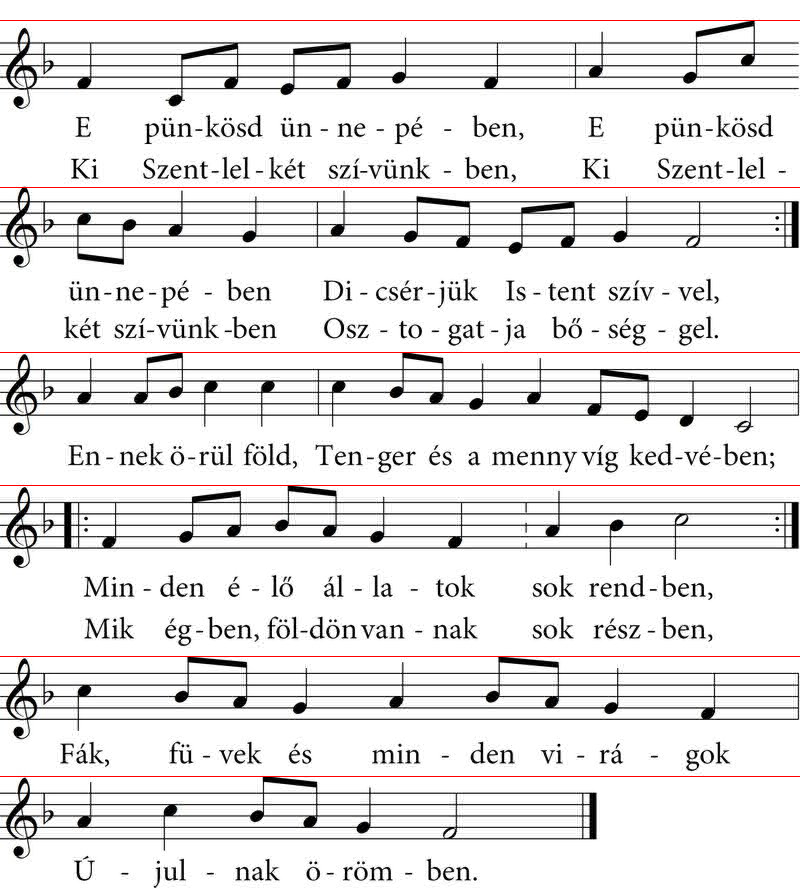 E pün-kösd ün - ne - pé - ben, E pün-kösd
Ki Szent-lel-két szí-vünk - ben, Ki Szent-lel -
ün-ne-pé - ben Di - csér-jük Is - tent szív - vel,
két szí-vünk-ben Osz - to - gat - ja bő - ség - gel.
En - nek ö-rül föld, Ten-ger és a menny víg ked-vé-ben;
Min - den é - lő ál - la - tok sok rend-ben,
Mik ég-ben, föl-dön van - nak sok rész-ben,
Fák, fü - vek és min - den vi - rá - gok
Ú - jul - nak ö - röm - ben.